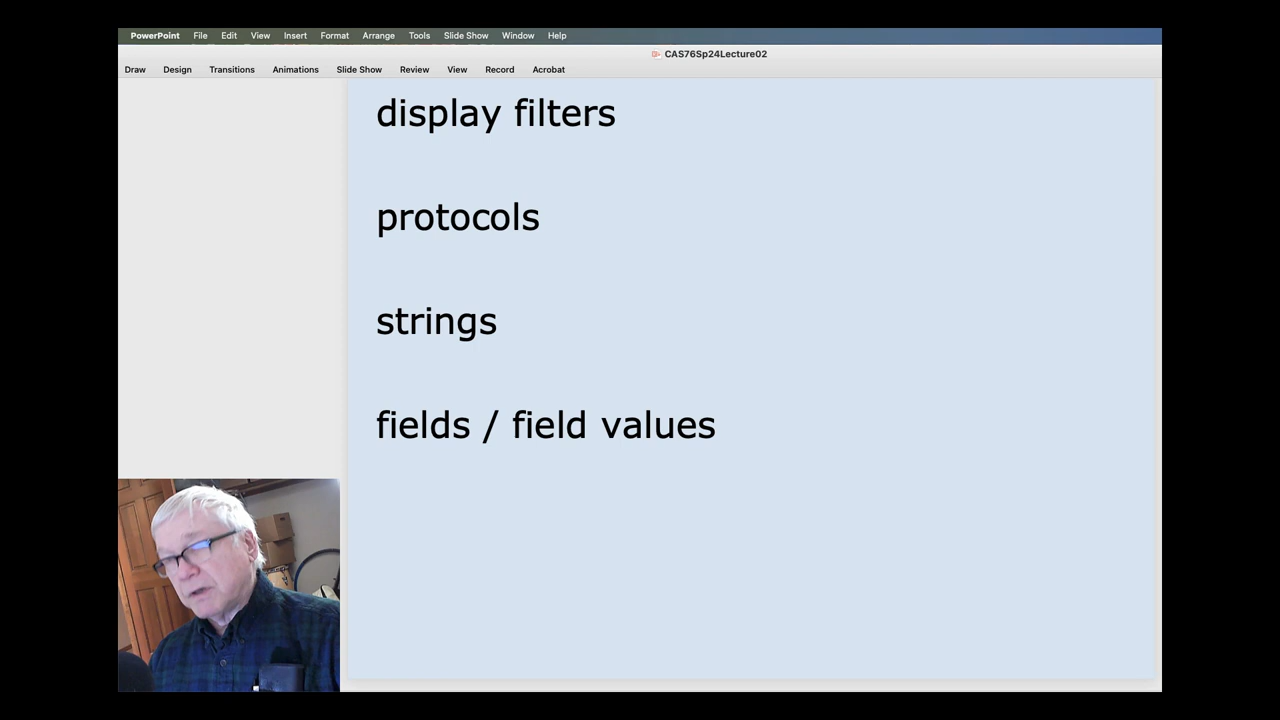 PowerPoint File Edit View Insert Format Arrange Tools Slide Show Window Help
CAS76Sp24Lecture02
Draw Design Transitions Animations Slide Show Review View Record Acrobat
display filters
protocols
strings
fields / field values